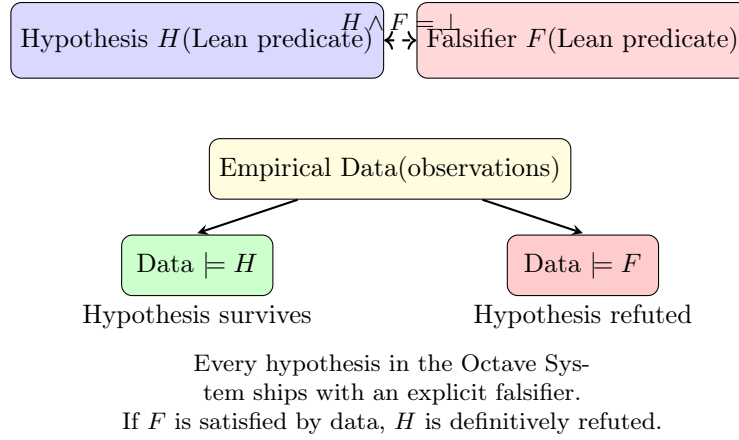 H ∧ F = ⊥
Hypothesis H(Lean predicate)
Falsifier F(Lean predicate)
Empirical Data(observations)
Data ⊨ H
Data ⊨ F
Hypothesis survives
Hypothesis refuted
Every hypothesis in the Octave Sys-
tem ships with an explicit falsifier.
If F is satisfied by data, H is definitively refuted.